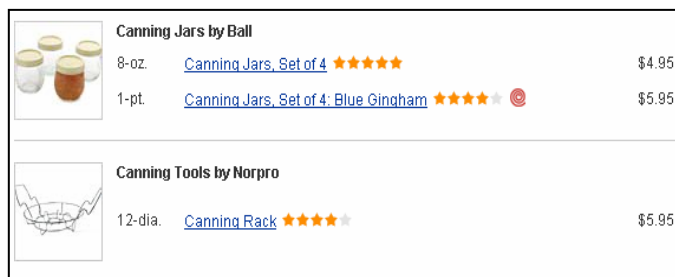 Canning Jars by Ball
8-oz. Canning Jars, Set of 4 $4.95
1-pt. Canning Jars, Set of 4: Blue Gingham $5.95
Canning Tools by Norpro
12-dia. Canning Rack $5.95